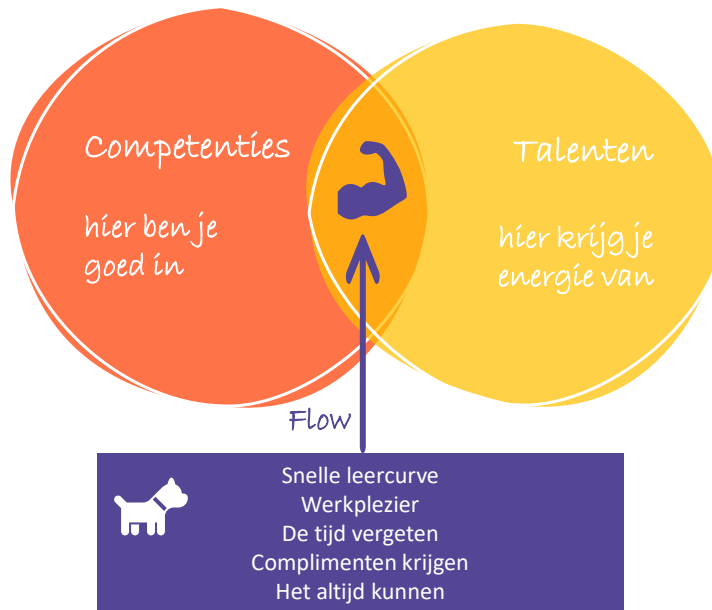 Competenties
hier ben je
goed in
Talenten
hier krijg je
energie van
Flow
Snelle leercurve
Werkplezier
De tijd vergeten
Complimenten krijgen
Het altijd kunnen